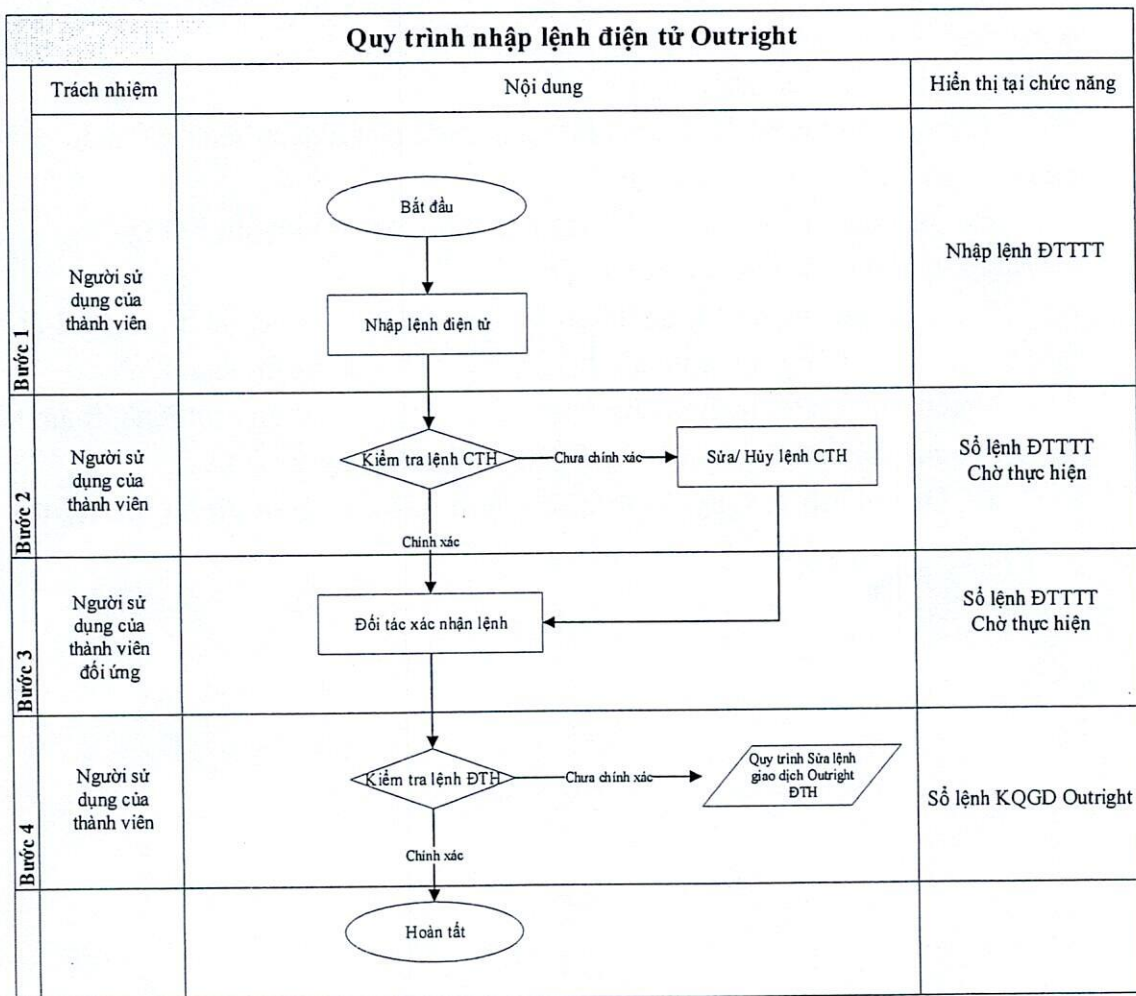 Quy trình nhập lệnh điện tử Outright
Trách nhiệm
Nội dung
Hiển thị tại chức năng
Bước 1
Người sử
dụng của
thành viên
Bắt đầu
Nhập lệnh điện tử
Nhập lệnh ĐTTTT
Bước 2
Người sử
dụng của
thành viên
Kiểm tra lệnh CTH
Chưa chính xác
Sửa/ Hủy lệnh CTH
Chính xác
Sổ lệnh ĐTTTT
Chờ thực hiện
Bước 3
Người sử
dụng của
thành viên
đối ứng
Đối tác xác nhận lệnh
Sổ lệnh ĐTTTT
Chờ thực hiện
Bước 4
Người sử
dụng của
thành viên
Kiểm tra lệnh ĐTH
Chưa chính xác
Quy trình Sửa lệnh
giao dịch Outright
ĐTH
Chính xác
Sổ lệnh KQGD Outright
Hoàn tất